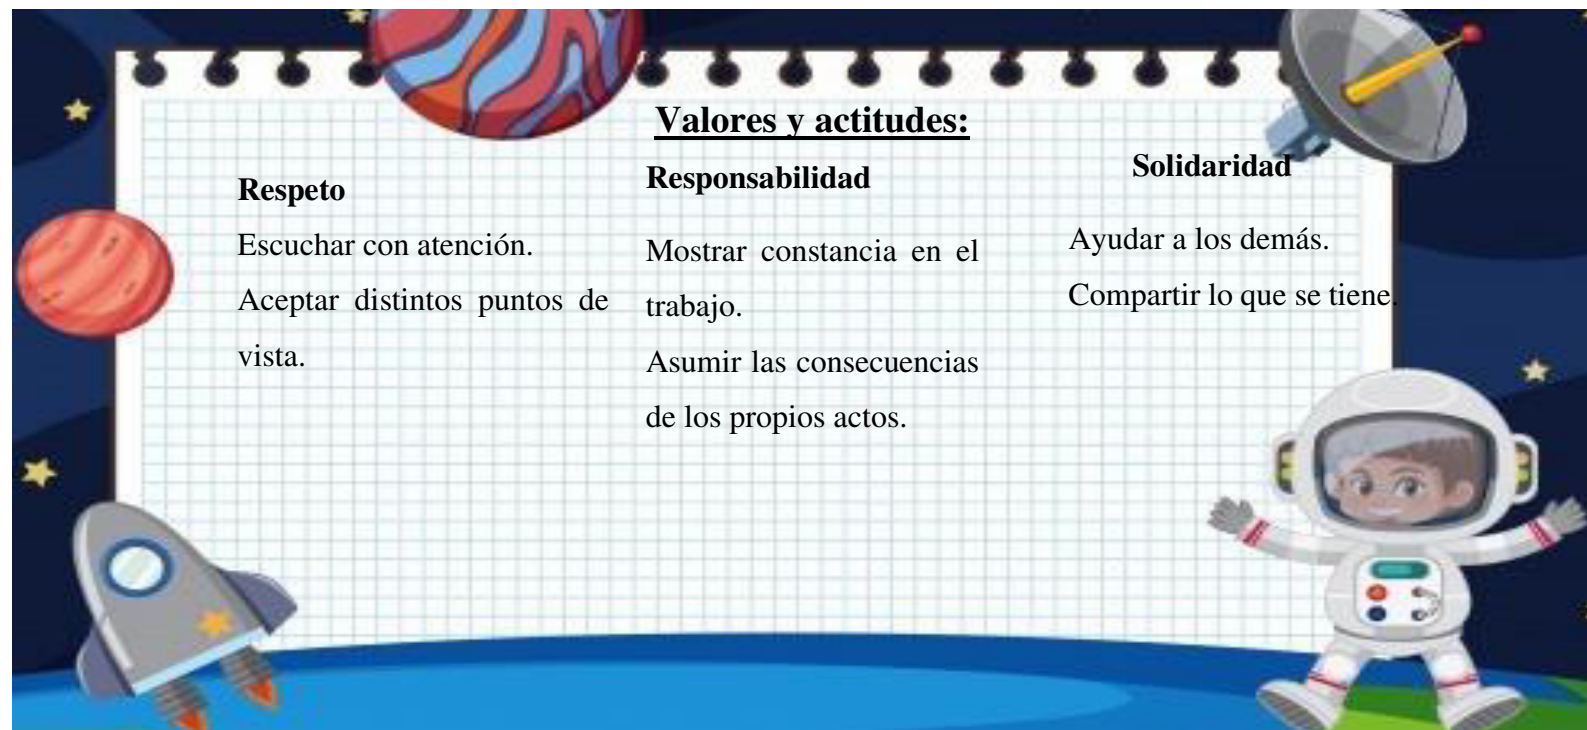 Valores y actitudes:
Respeto
Escuchar con atención.
Aceptar distintos puntos de
vista.
Responsabilidad
Mostrar constancia en el
trabajo.
Asumir las consecuencias
de los propios actos.
Solidaridad
Ayudar a los demás.
Compartir lo que se tiene.